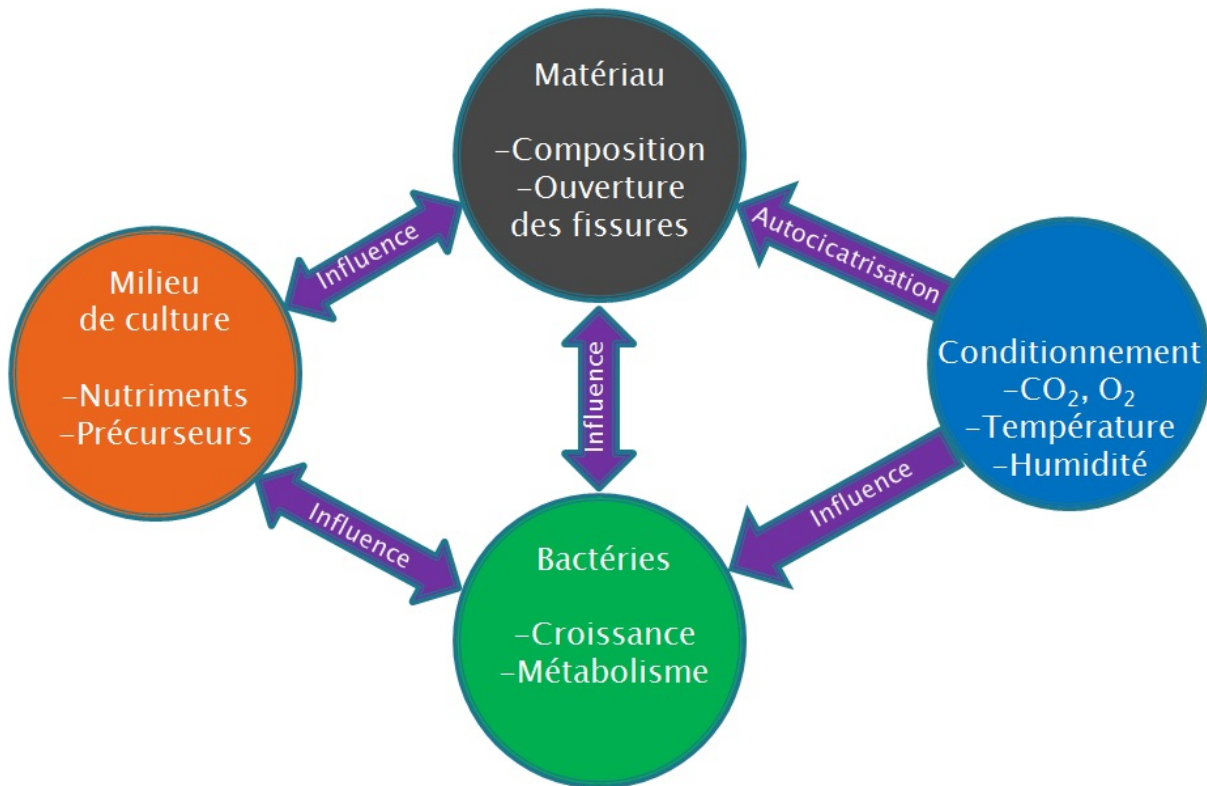 Matériau
–Composition
–Ouverture
des fissures
Influence
Autocicatrisation
Milieu
de culture
–Nutriments
–Précurseurs
Influence
Conditionnement
–CO₂, O₂
–Température
–Humidité
Influence
Influence
Bactéries
–Croissance
–Métabolisme